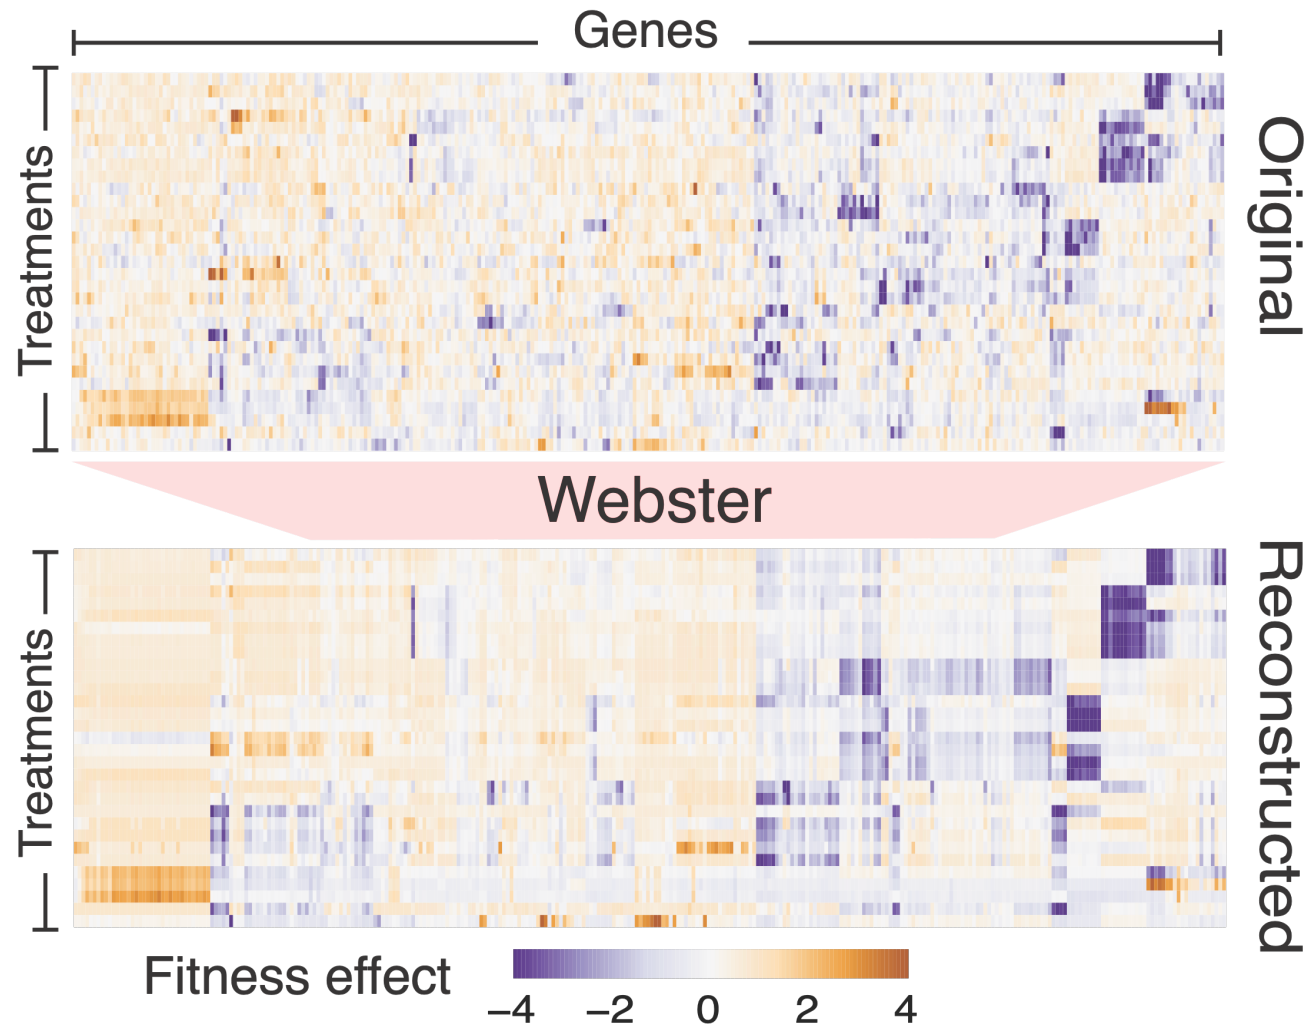 Genes
Treatments
Original
Webster
Treatments
Reconstructed
Fitness effect
−4 −2 0 2 4